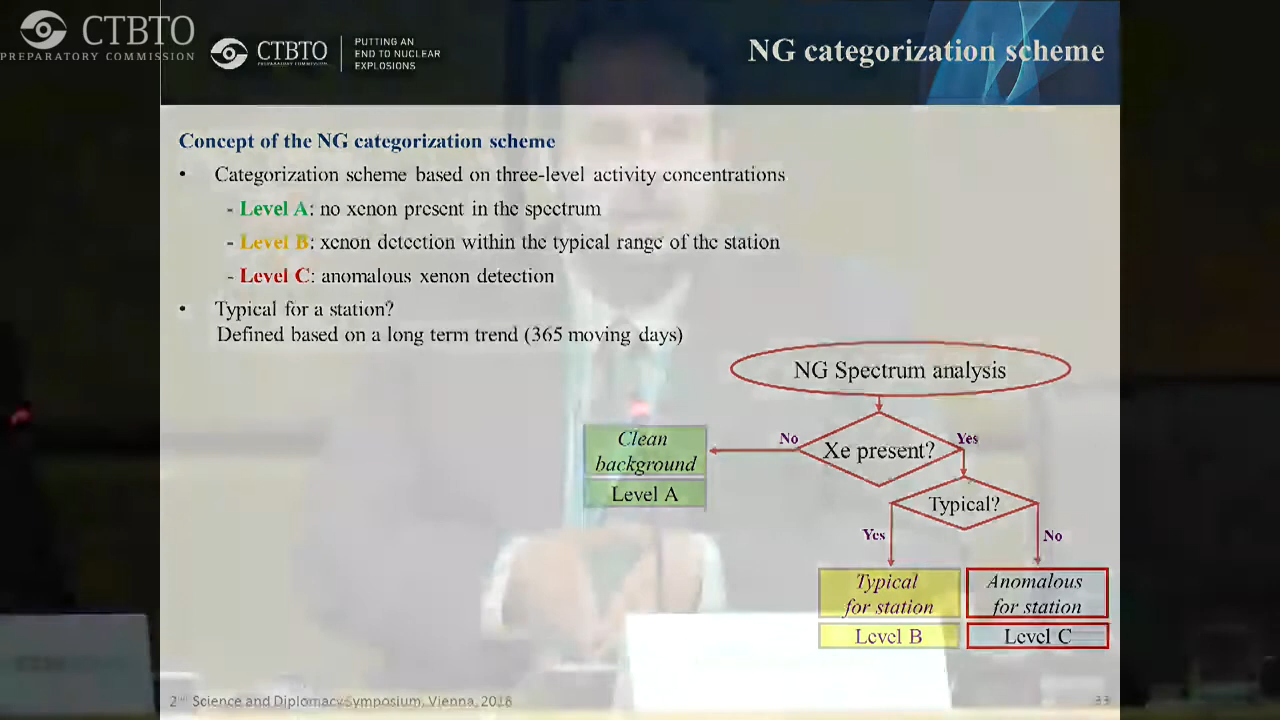 CTBTO
PREPARATORY COMMISSION
CTBTO
PREPARATORY COMMISSION
PUTTING AN
END TO NUCLEAR
EXPLOSIONS
NG categorization scheme
Concept of the NG categorization scheme
• Categorization scheme based on three-level activity concentrations
- Level A: no xenon present in the spectrum
- Level B: xenon detection within the typical range of the station
- Level C: anomalous xenon detection
• Typical for a station?
Defined based on a long term trend (365 moving days)
NG Spectrum analysis
Xe present?
No
Yes
Clean
background
Level A
Typical?
Yes
No
Typical
for station
Level B
Anomalous
for station
Level C
2nd Science and Diplomacy Symposium, Vienna, 2018
33